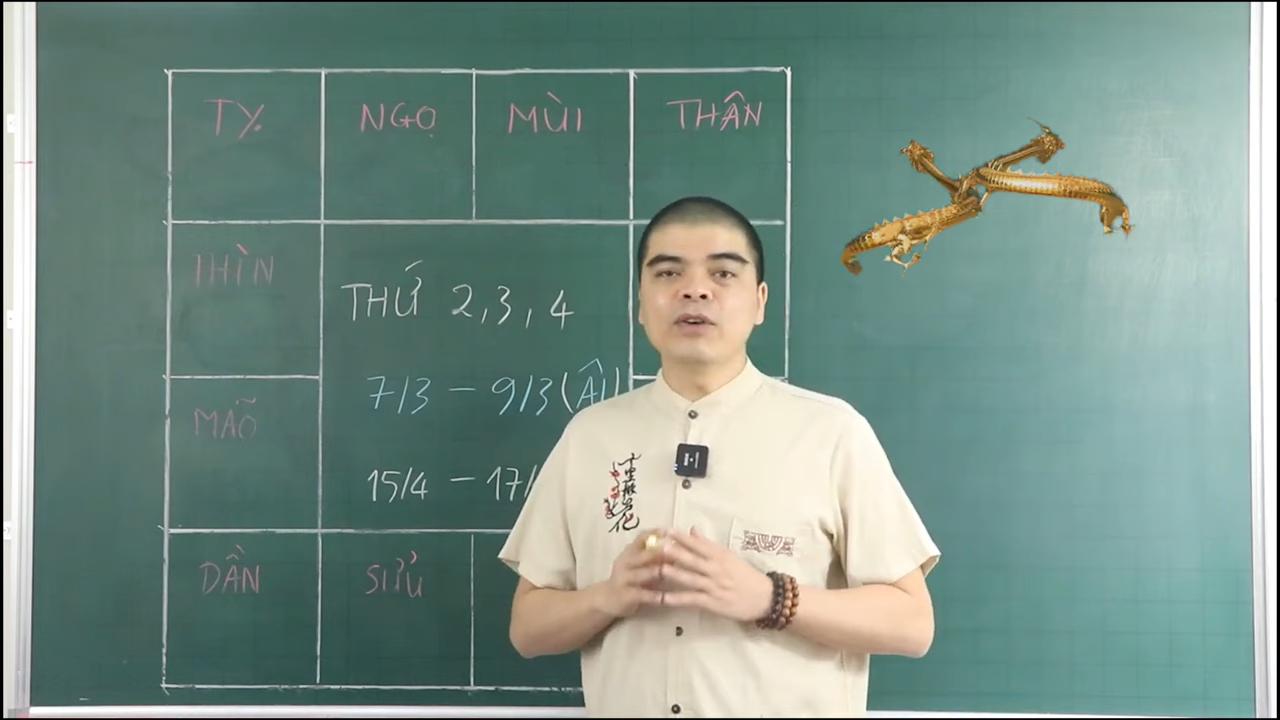 TỴ NGỌ MÙI THÂN
THÌN
THỨ 2, 3, 4
7/3 – 9/3 (ÂL)
MÃO
15/4 – 17/
DẦN SỬU